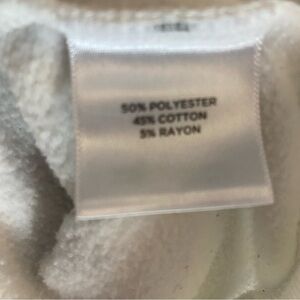 50% POLYESTER
45% COTTON
5% RAYON